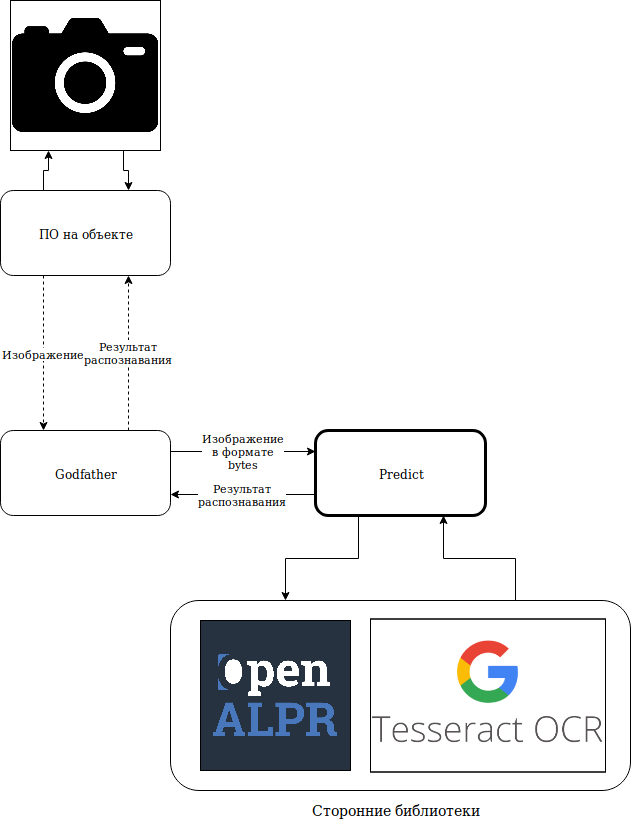 ПО на объекте
Изображение
Результат
распознавания
Godfather
Изображение
в формате
bytes
Результат
распознавания
Predict
Open
ALPR
Tesseract OCR
Сторонние библиотеки